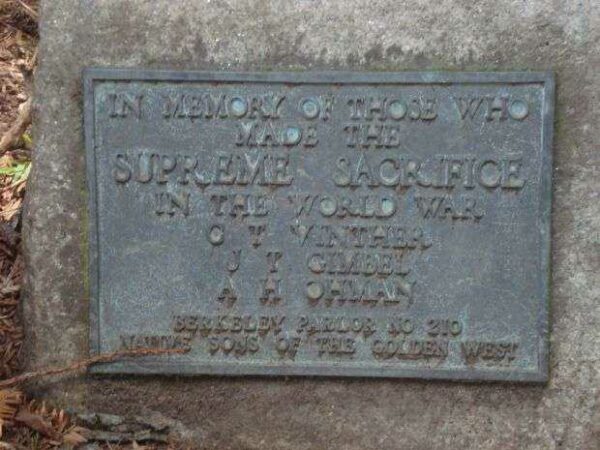 IN MEMORY OF THOSE WHO
MADE THE
SUPREME SACRIFICE
IN THE WORLD WAR
C T VINTHER
J T GIMBEL
A H OHMAN
BERKELEY PARLOR NO 210
NATIVE SONS OF THE GOLDEN WEST